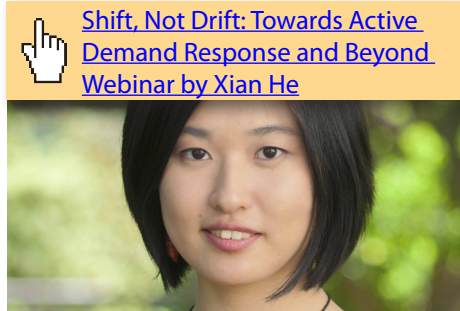 Shift, Not Drift: Towards Active
Demand Response and Beyond
Webinar by Xian He